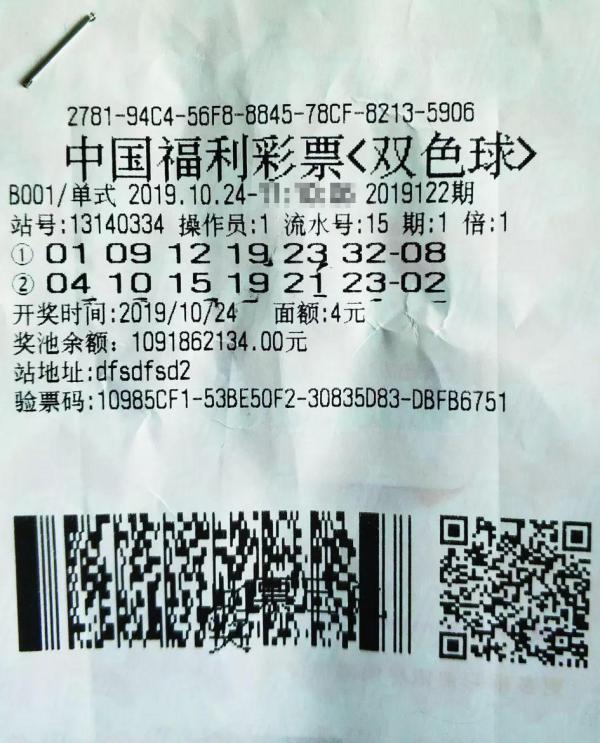 2781-94C4-56F8-8845-78CF-8213-5906
中国福利彩票<双色球>
B001/单式 2019.10.24- 2019122期
站号:13140334 操作员:1 流水号:15 期:1 倍:1
① 01 09 12 19 23 32-08
② 04 10 15 19 21 23-02
开奖时间:2019/10/24 面额:4元
奖池余额: 1091862134.00元
站地址:dfsdfsd2
验票码:10985CF1-53BE50F2-30835D83-DBFB6751